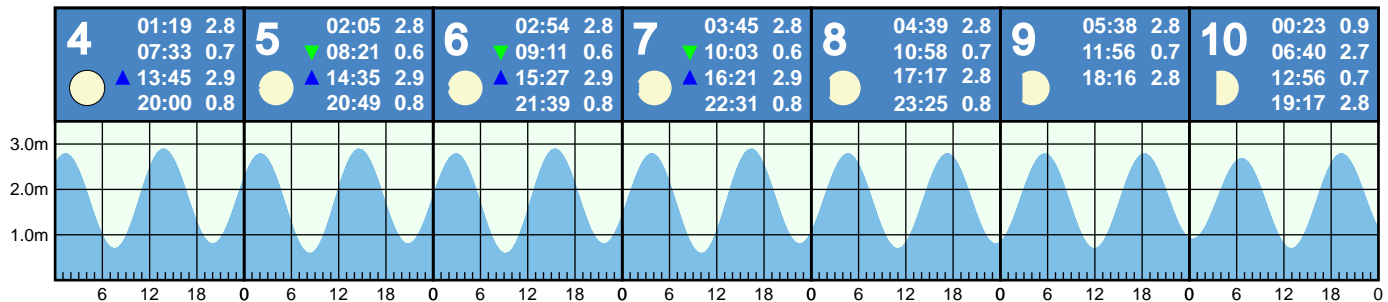 4
01:19 2.8
07:33 0.7
▲ 13:45 2.9
20:00 0.8
5
02:05 2.8
▼ 08:21 0.6
▲ 14:35 2.9
20:49 0.8
6
02:54 2.8
▼ 09:11 0.6
▲ 15:27 2.9
21:39 0.8
7
03:45 2.8
▼ 10:03 0.6
▲ 16:21 2.9
22:31 0.8
8
04:39 2.8
10:58 0.7
17:17 2.8
23:25 0.8
9
05:38 2.8
11:56 0.7
18:16 2.8
10
00:23 0.9
06:40 2.7
12:56 0.7
19:17 2.8
3.0m
2.0m
1.0m
6 12 18 0 6 12 18 0 6 12 18 0 6 12 18 0 6 12 18 0 6 12 18 0 6 12 18 0